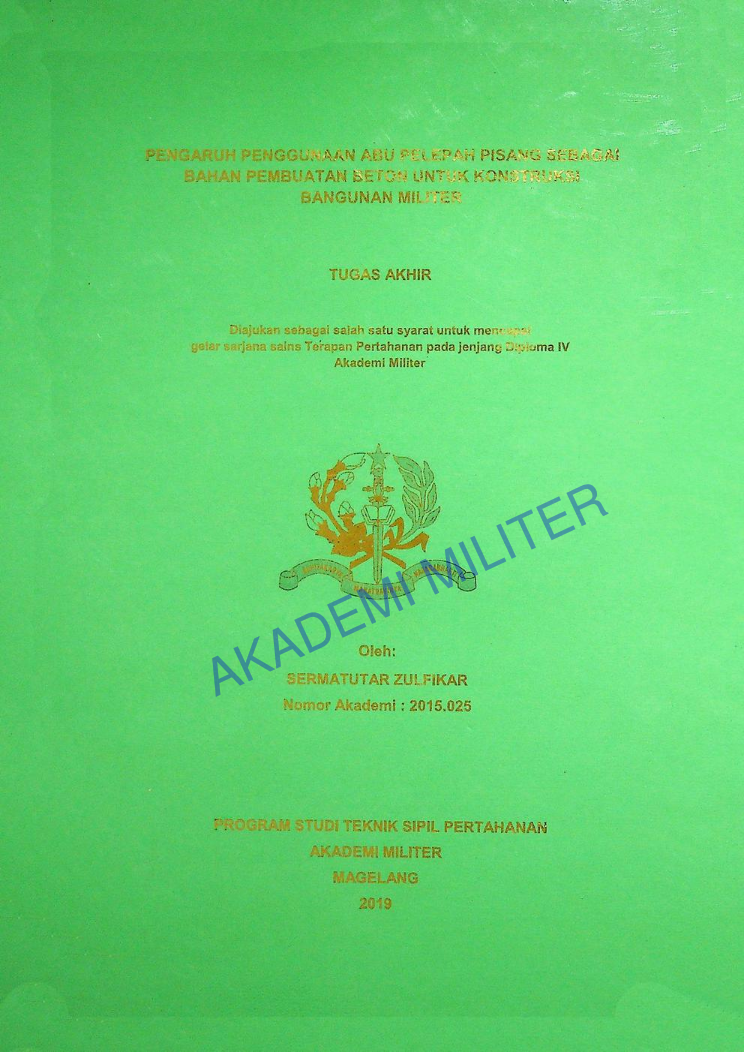 PENGARUH PENGGUNAAN ABU PELEPAH PISANG SEBAGAI
BAHAN PEMBUATAN BETON UNTUK KONSTRUKSI
BANGUNAN MILITER
TUGAS AKHIR
Diajukan sebagai salah satu syarat untuk mencapai
gelar sarjana sains Terapan Pertahanan pada jenjang Diploma IV
Akademi Militer
AKADEMI MILITER
Oleh:
SERMATUTAR ZULFIKAR
Nomor Akademi : 2015.025
PROGRAM STUDI TEKNIK SIPIL PERTAHANAN
AKADEMI MILITER
MAGELANG
2019